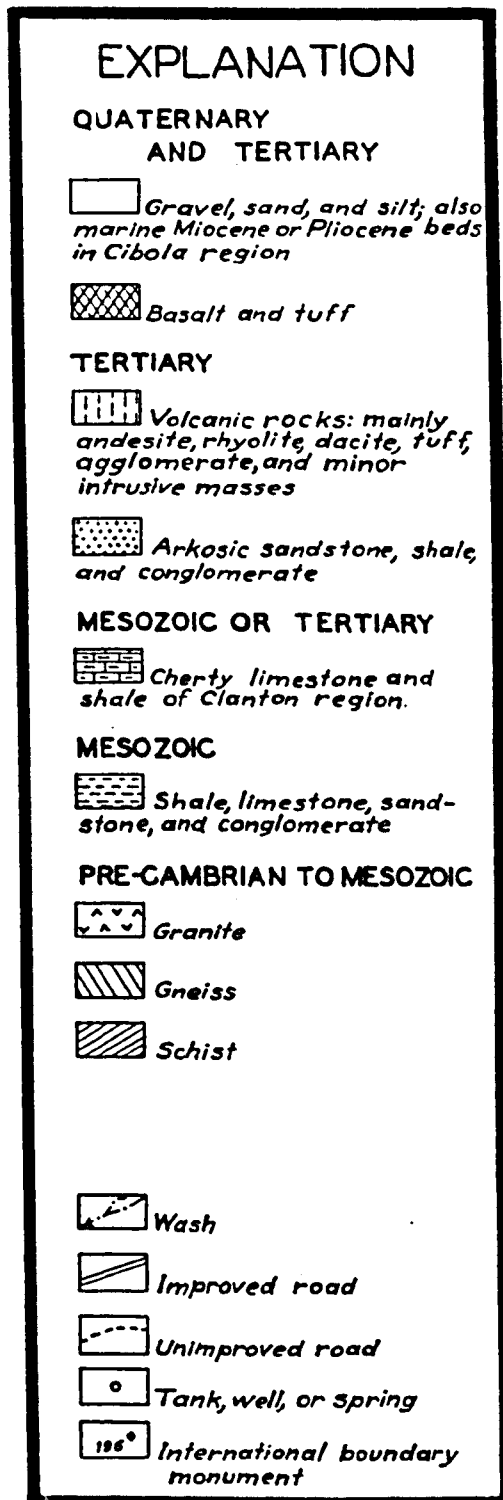 EXPLANATION
QUATERNARY
AND TERTIARY
Gravel, sand, and silt; also
marine Miocene or Pliocene beds
in Cibola region
Basalt and tuff
TERTIARY
Volcanic rocks: mainly
andesite, rhyolite, dacite, tuff,
agglomerate, and minor
intrusive masses
Arkosic sandstone, shale,
and conglomerate
MESOZOIC OR TERTIARY
Cherty limestone and
shale of Clanton region.
MESOZOIC
Shale, limestone, sand-
stone, and conglomerate
PRE-CAMBRIAN TO MESOZOIC
Granite
Gneiss
Schist
Wash
Improved road
Unimproved road
Tank, well, or spring
196 International boundary
monument